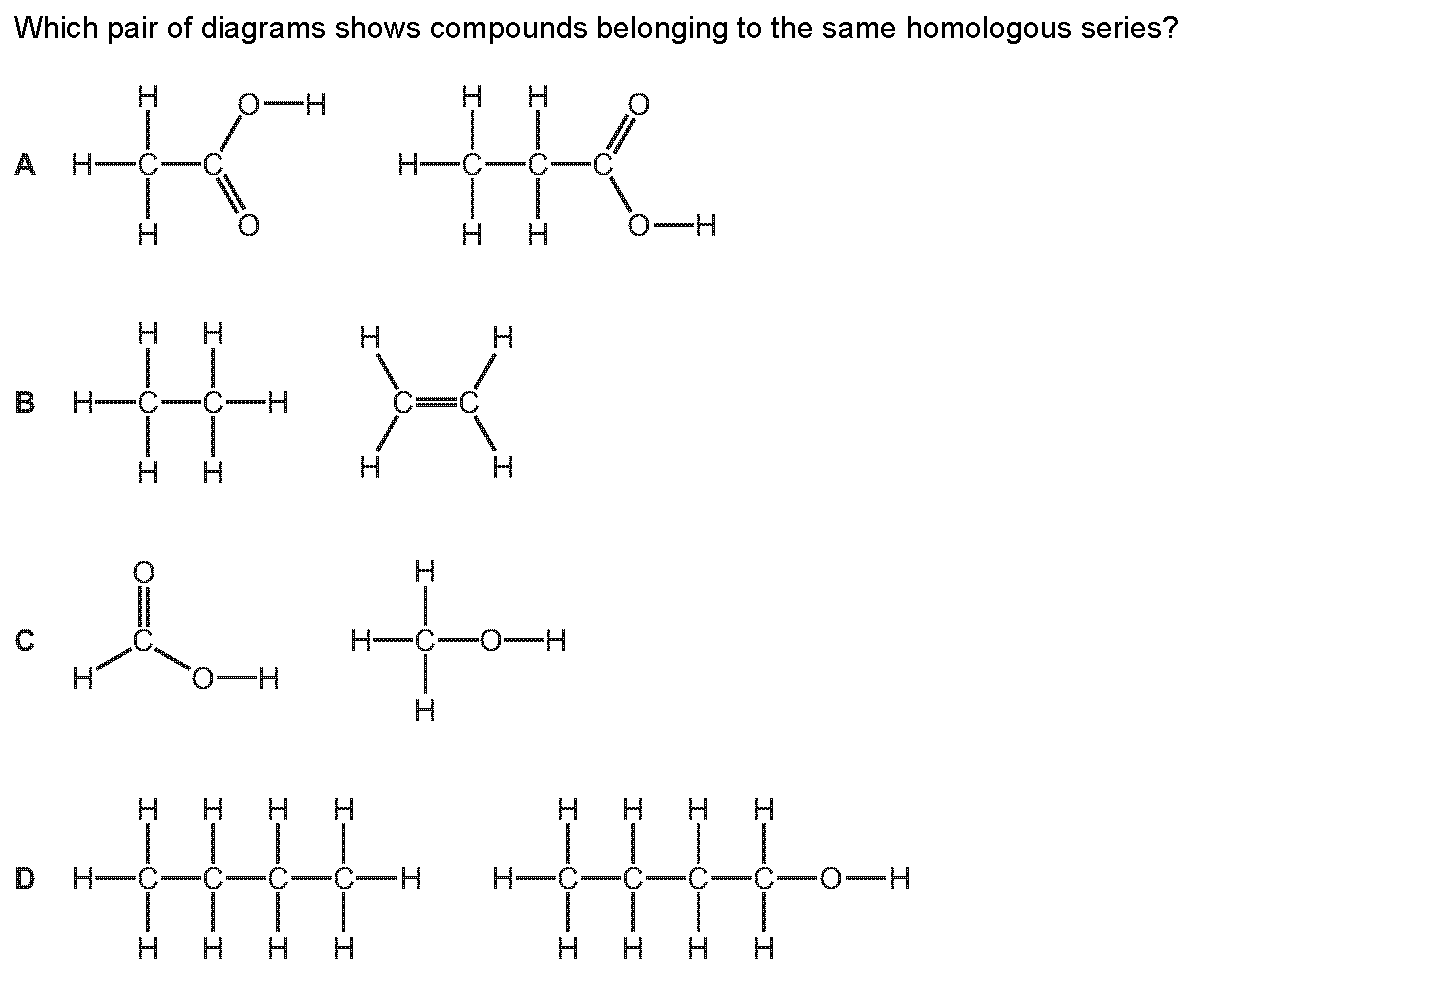 Which pair of diagrams shows compounds belonging to the same homologous series?
H O H H H O
A H C C H C C C
H O H H O H
H H H H
B H C C H C C
H H H H
O H
C C H C O H
H O H H
H H H H H H H H
D H C C C C H H C C C C O H
H H H H H H H H